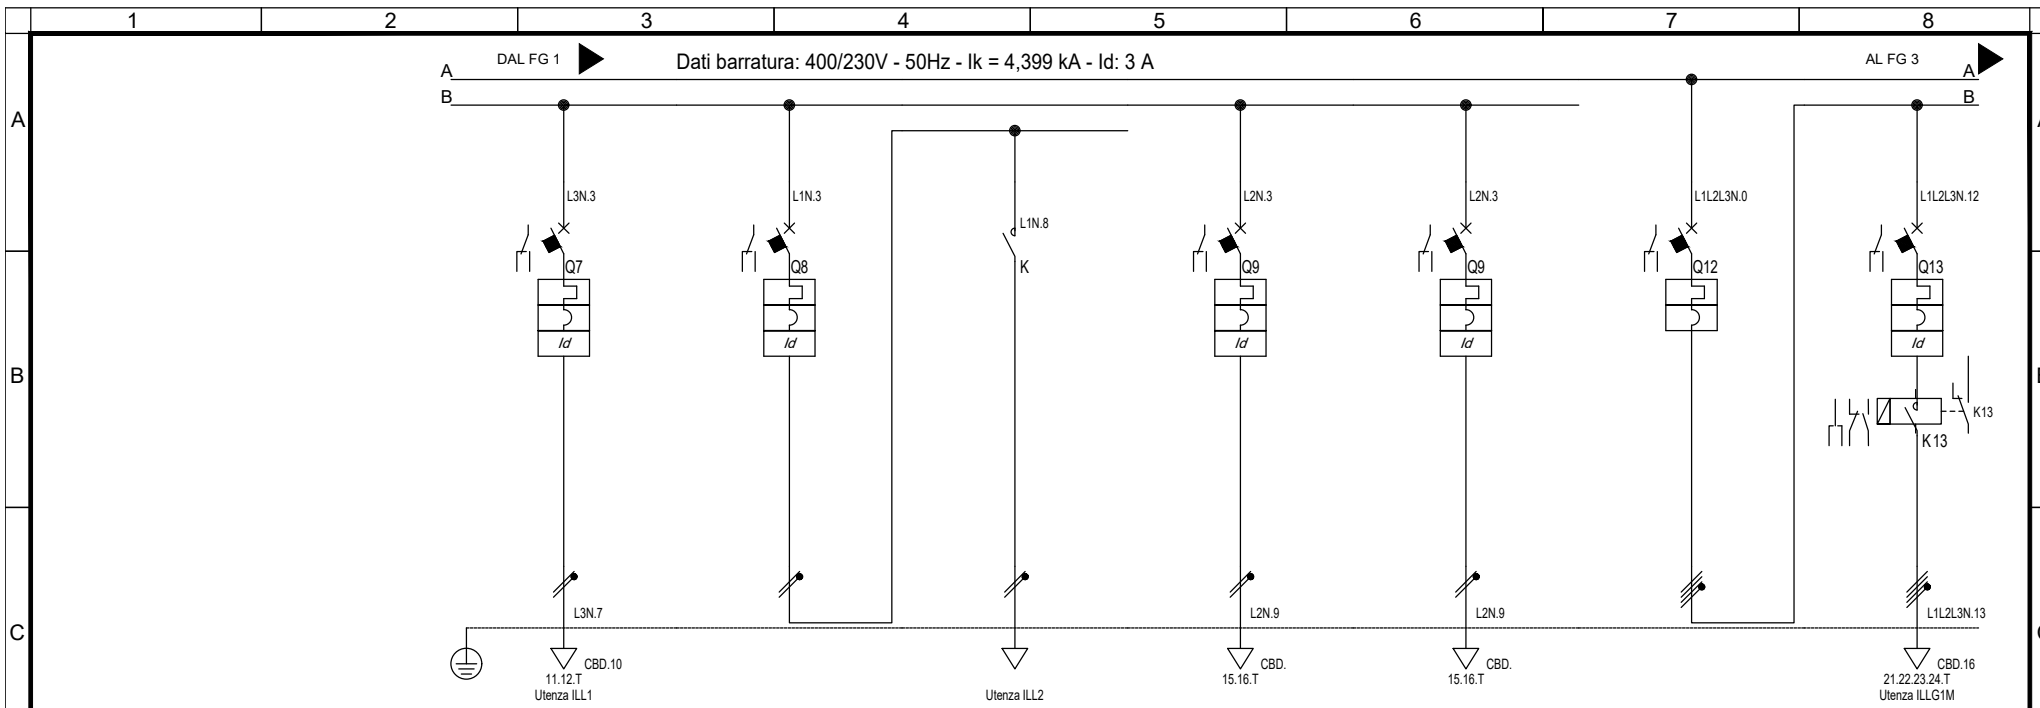 1 2 3 4 5 6 7 8
DAL FG 1 Dati barratura: 400/230V - 50Hz - Ik = 4,399 kA - Id: 3 A AL FG 3
A A
B B
A
L3N.3 L1N.3 L2N.3 L2N.3 L1L2L3N.0 L1L2L3N.12
L1N.8
Q7 Q8 K Q9 Q9 Q12 Q13
Id Id Id Id Id
B
K13
K13
L3N.7 L2N.9 L2N.9 L1L2L3N.13
C
CBD.10 CBD. CBD. CBD.16
11.12.T 15.16.T 15.16.T 21.22.23.24.T
Utenza ILL1 Utenza ILL2 Utenza ILLG1M